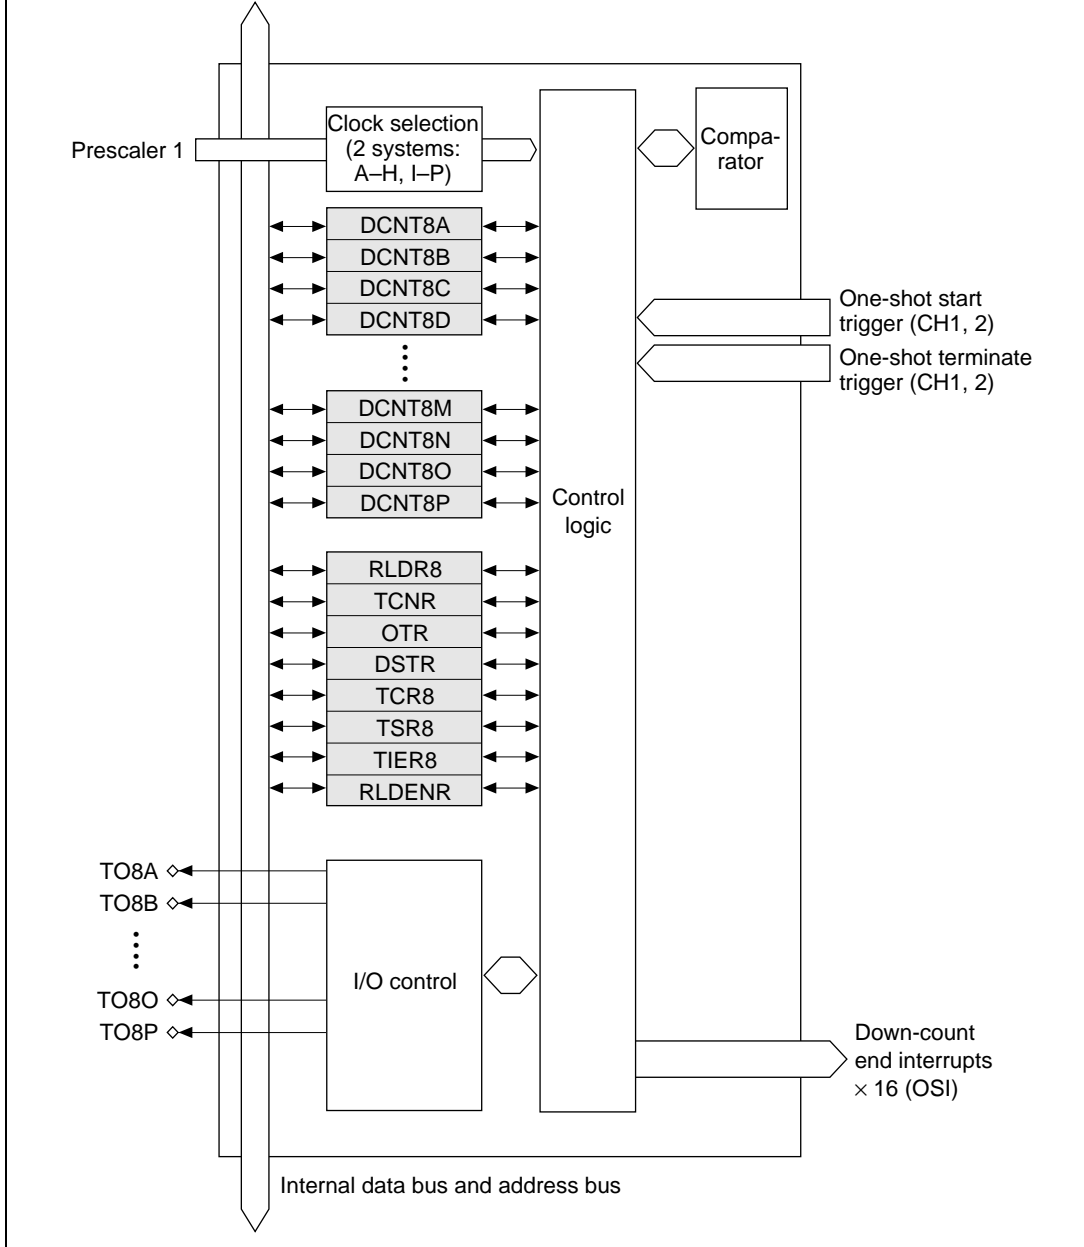 Prescaler 1
Clock selection
(2 systems:
A–H, I–P)
Compa-
rator
DCNT8A
DCNT8B
DCNT8C
DCNT8D
One-shot start
trigger (CH1, 2)
One-shot terminate
trigger (CH1, 2)
DCNT8M
DCNT8N
DCNT8O
DCNT8P
Control
logic
RLDR8
TCNR
OTR
DSTR
TCR8
TSR8
TIER8
RLDENR
TO8A
TO8B
TO8O
TO8P
I/O control
Down-count
end interrupts
× 16 (OSI)
Internal data bus and address bus